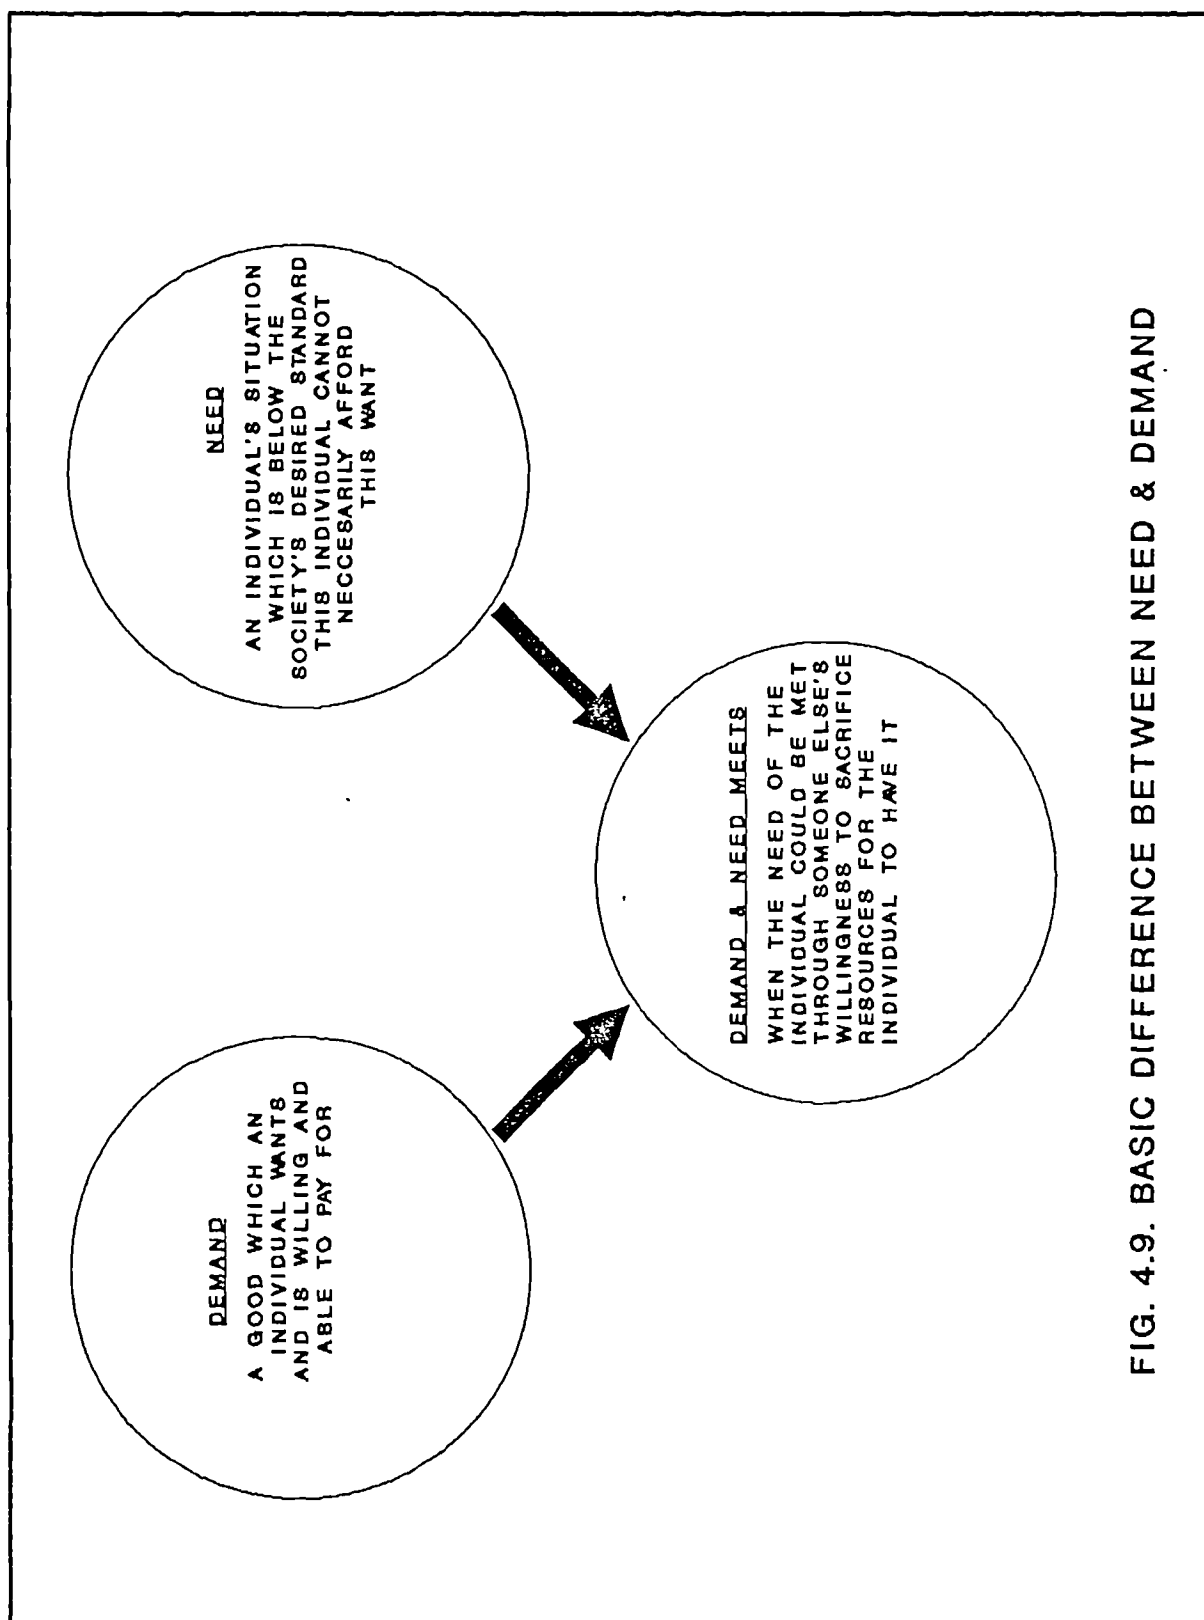 DEMAND
A GOOD WHICH AN
INDIVIDUAL WANTS
AND IS WILLING AND
ABLE TO PAY FOR
NEED
AN INDIVIDUAL'S SITUATION
WHICH IS BELOW THE
SOCIETY'S DESIRED STANDARD
THIS INDIVIDUAL CANNOT
NECCESARILY AFFORD
THIS WANT
DEMAND & NEED MEETS
WHEN THE NEED OF THE
INDIVIDUAL COULD BE MET
THROUGH SOMEONE ELSE'S
WILLINGNESS TO SACRIFICE
RESOURCES FOR THE
INDIVIDUAL TO HAVE IT
FIG. 4.9. BASIC DIFFERENCE BETWEEN NEED & DEMAND